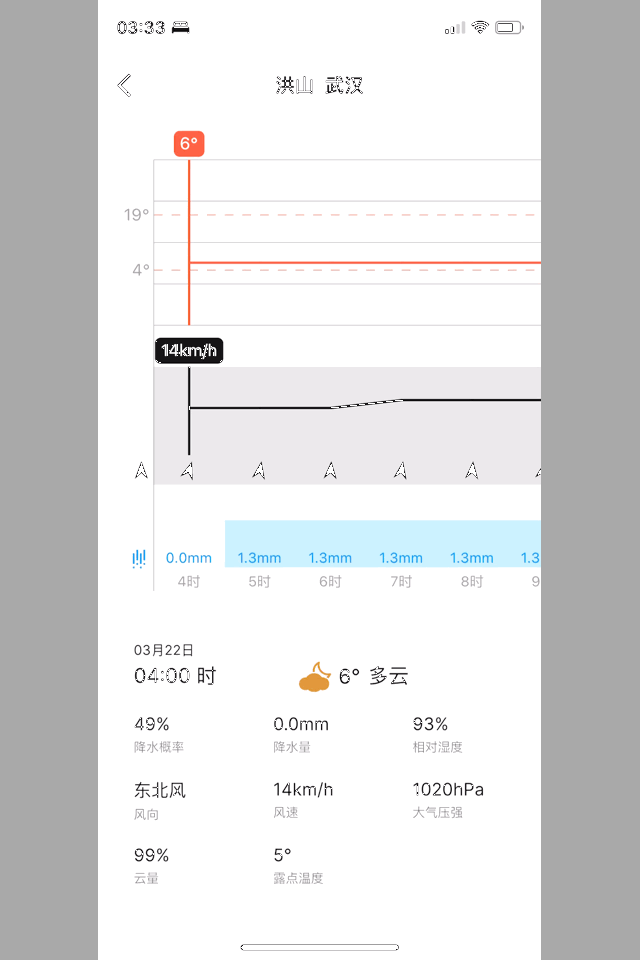 03:33
洪山 武汉
6°
19°
4°
14km/h
0.0mm 1.3mm 1.3mm 1.3mm 1.3mm 1.3
4时 5时 6时 7时 8时 9
03月22日
04:00 时 6° 多云
49% 0.0mm 93%
降水概率 降水量 相对湿度
东北风 14km/h 1020hPa
风向 风速 大气压强
99% 5°
云量 露点温度